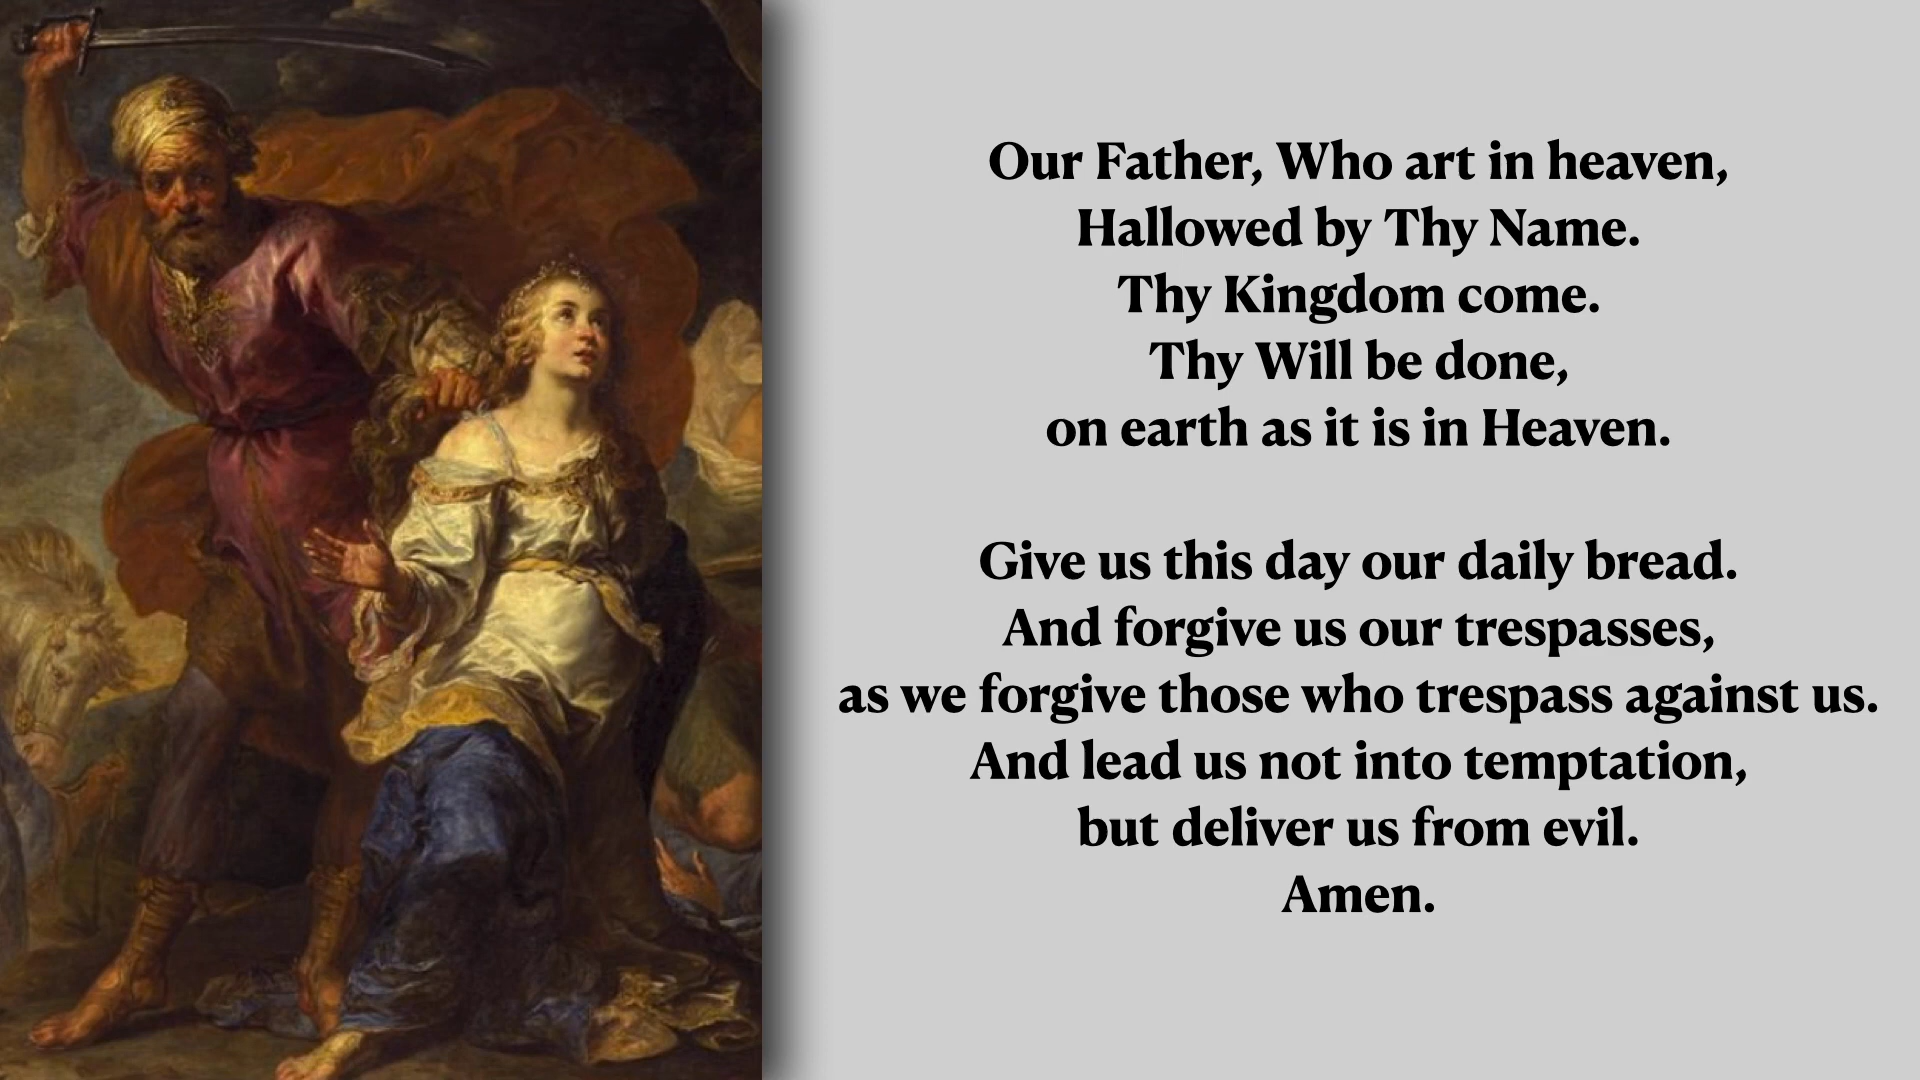 Our Father, Who art in heaven,
Hallowed by Thy Name.
Thy Kingdom come.
Thy Will be done,
on earth as it is in Heaven.
Give us this day our daily bread.
And forgive us our trespasses,
as we forgive those who trespass against us.
And lead us not into temptation,
but deliver us from evil.
Amen.